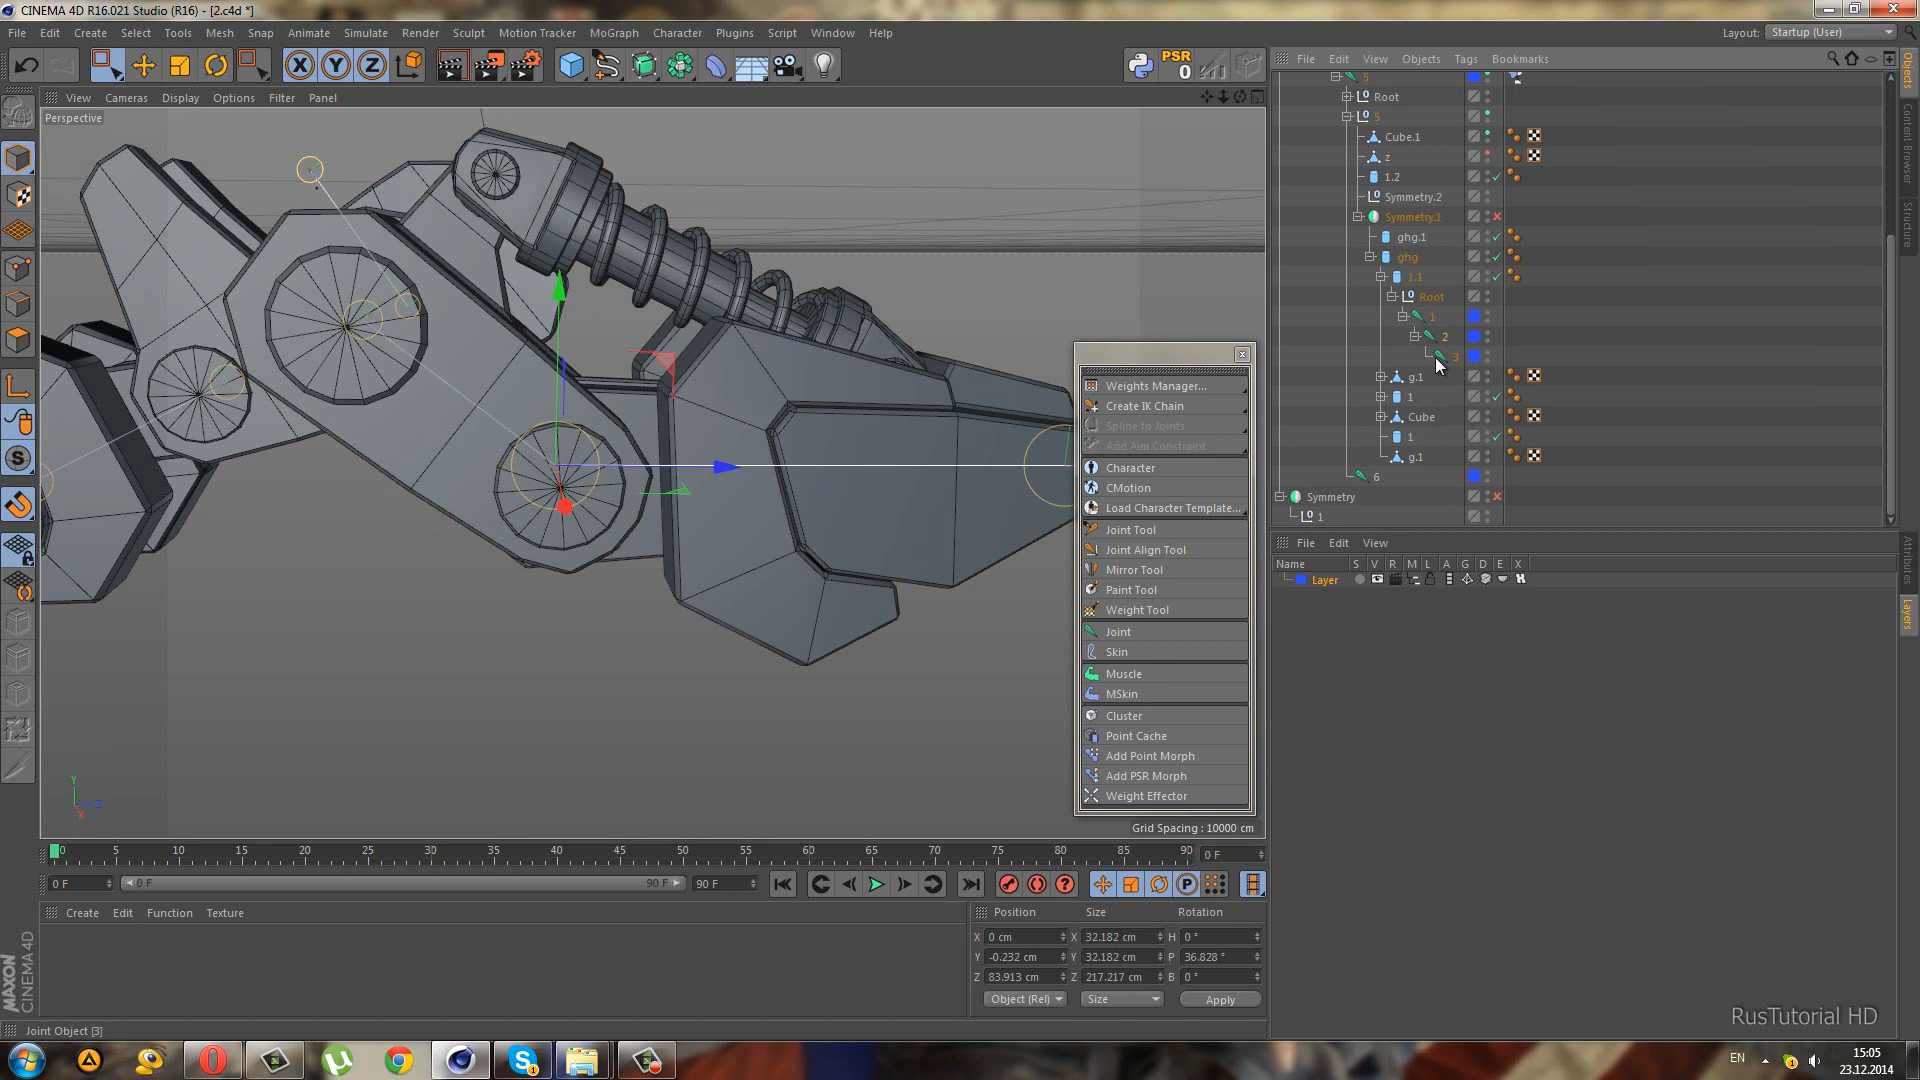 CINEMA 4D R16.021 Studio (R16) - [2.c4d *]
File Edit Create Select Tools Mesh Snap Animate Simulate Render Sculpt Motion Tracker MoGraph Character Plugins Script Window Help
Layout: Startup (User)
X Y Z PSR 0
View Cameras Display Options Filter Panel
Perspective
File Edit View Objects Tags Bookmarks
5
Root
5
Cube.1
z
1.2
Symmetry.2
Symmetry.1
ghg.1
ghg
1.1
Root
1
2
3
g.1
1
Cube
1
g.1
6
Symmetry
1
Objects
Content Browser
Structure
Attributes
Layers
Weights Manager...
Create IK Chain
Spline to Joints
Add Aim Constraint
Character
CMotion
Load Character Template...
Joint Tool
Joint Align Tool
Mirror Tool
Paint Tool
Weight Tool
Joint
Skin
Muscle
MSkin
Cluster
Point Cache
Add Point Morph
Add PSR Morph
Weight Effector
Grid Spacing : 10000 cm
Y
Z
X
File Edit View
Name S V R M L A G D E X
Layer
0 5 10 15 20 25 30 35 40 45 50 55 60 65 70 75 80 85 90 0 F
0 F 0 F 90 F 90 F
Create Edit Function Texture
Position Size Rotation
X 0 cm X 32.182 cm H 0 °
Y -0.232 cm Y 32.182 cm P 36.828 °
Z 83.913 cm Z 217.217 cm B 0 °
Object (Rel) Size Apply
MAXON
CINEMA 4D
Joint Object [3]
RusTutorial HD
EN
15:05
23.12.2014